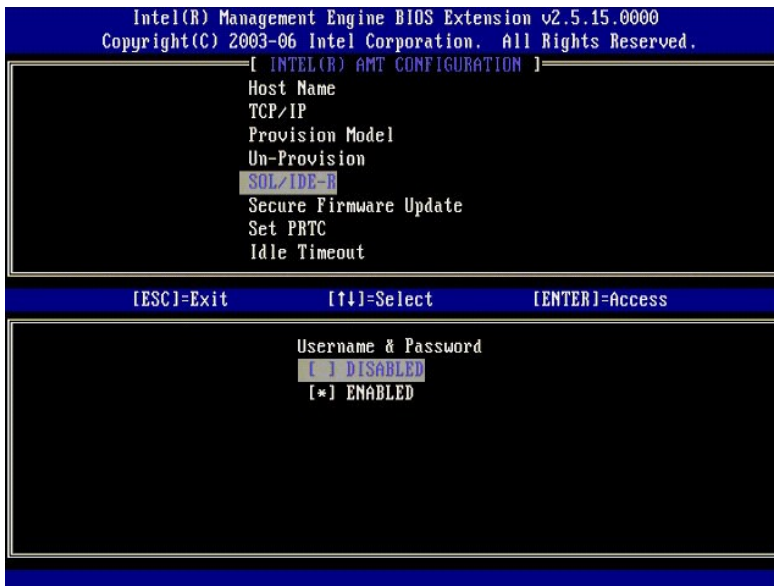 Intel(R) Management Engine BIOS Extension v2.5.15.0000
Copyright(C) 2003-06 Intel Corporation. All Rights Reserved.
[ INTEL(R) AMT CONFIGURATION ]
Host Name
TCP/IP
Provision Model
Un-Provision
SOL/IDE-R
Secure Firmware Update
Set PRTC
Idle Timeout
[ESC]=Exit [↑↓]=Select [ENTER]=Access
Username & Password
[ ] DISABLED
[*] ENABLED